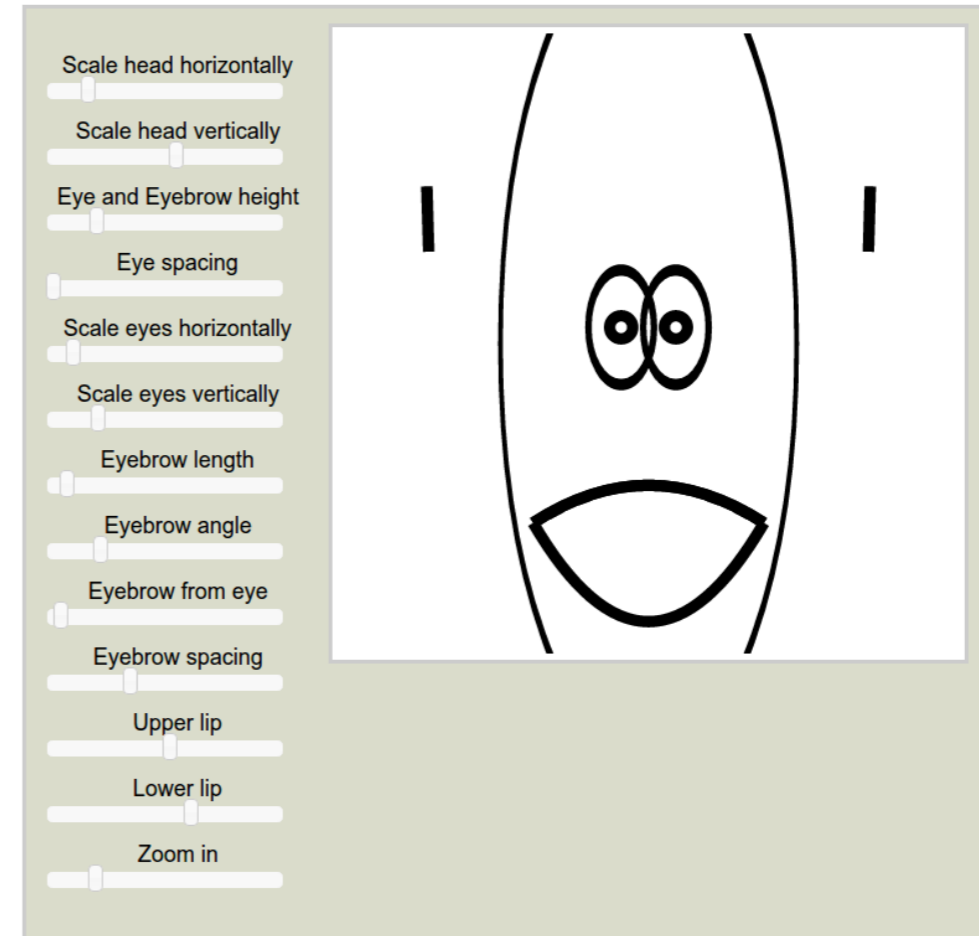 Scale head horizontally
Scale head vertically
Eye and Eyebrow height
Eye spacing
Scale eyes horizontally
Scale eyes vertically
Eyebrow length
Eyebrow angle
Eyebrow from eye
Eyebrow spacing
Upper lip
Lower lip
Zoom in